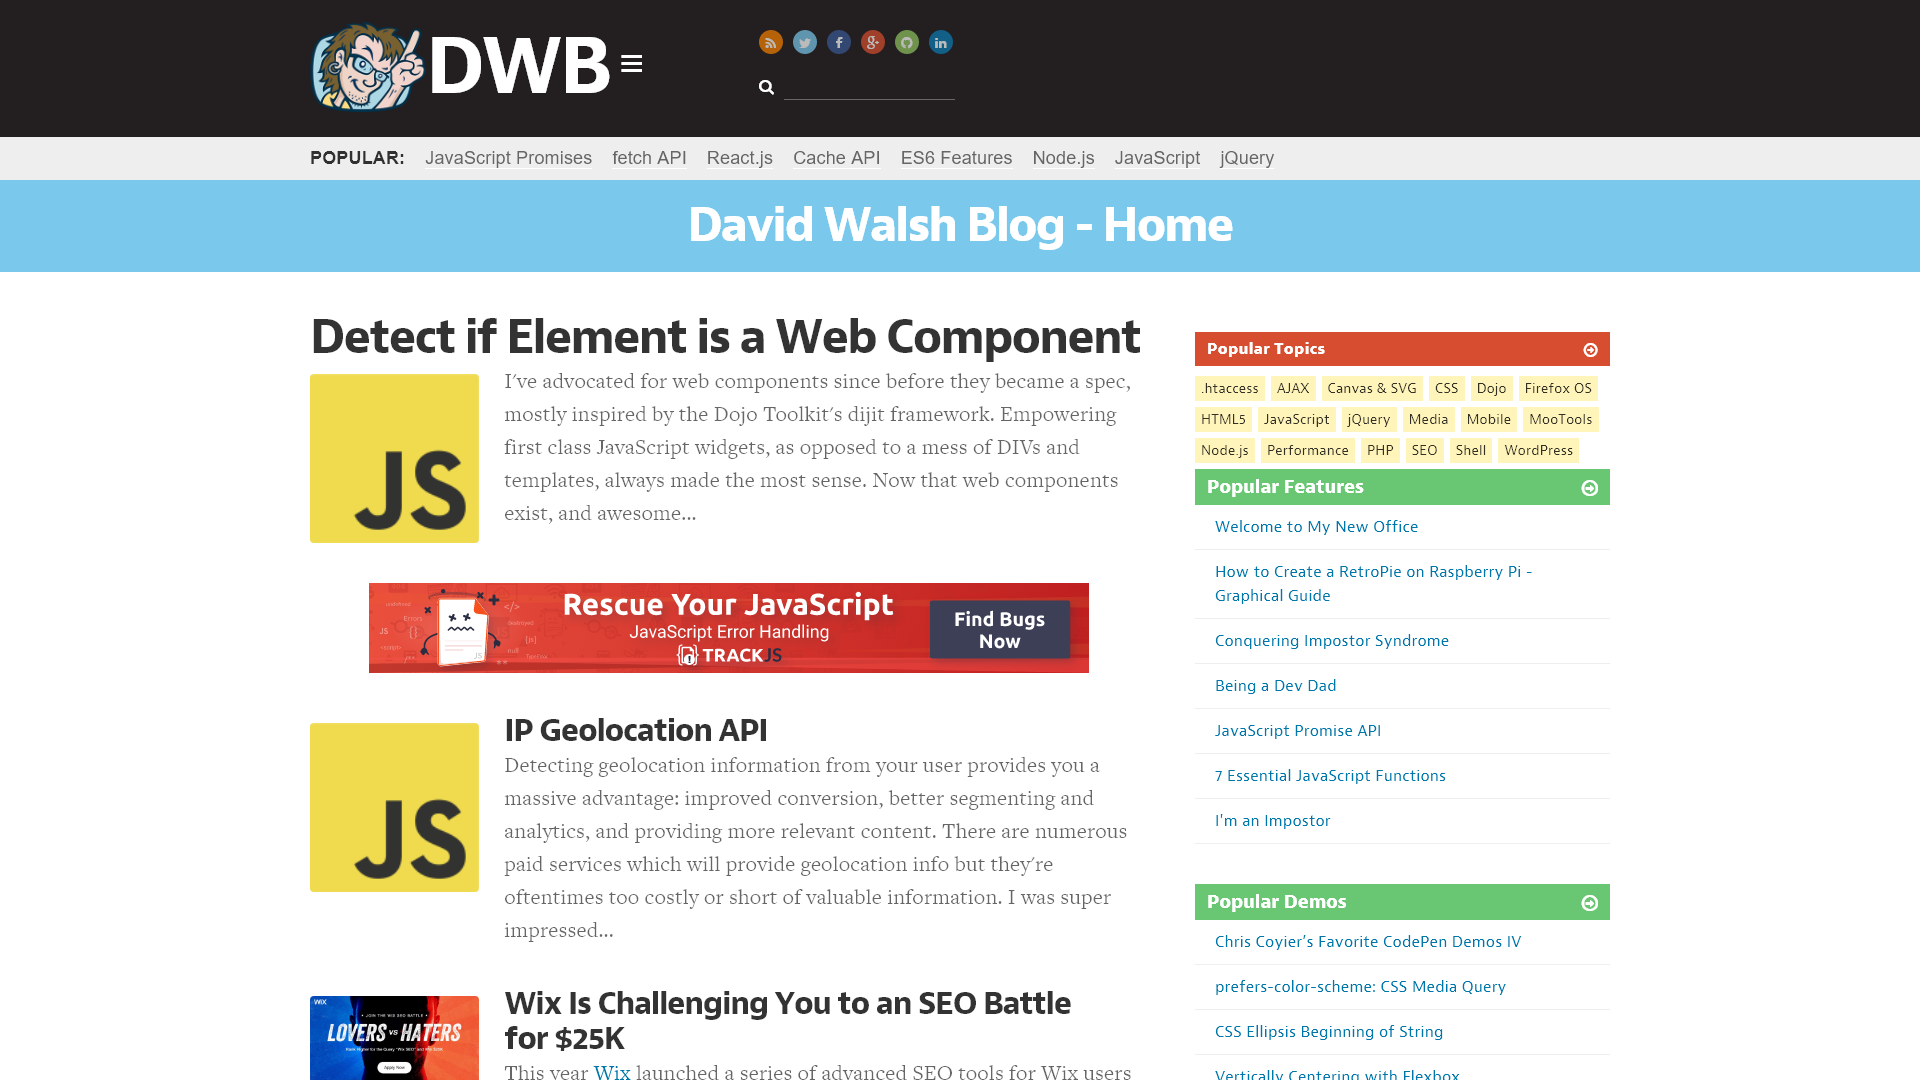 DWB
POPULAR: JavaScript Promises fetch API React.js Cache API ES6 Features Node.js JavaScript jQuery
David Walsh Blog - Home
Detect if Element is a Web Component
JS
I've advocated for web components since before they became a spec,
mostly inspired by the Dojo Toolkit's dijit framework. Empowering
first class JavaScript widgets, as opposed to a mess of DIVs and
templates, always made the most sense. Now that web components
exist, and awesome...
Rescue Your JavaScript
JavaScript Error Handling
TRACKJS
Find Bugs
Now
JS
IP Geolocation API
Detecting geolocation information from your user provides you a
massive advantage: improved conversion, better segmenting and
analytics, and providing more relevant content. There are numerous
paid services which will provide geolocation info but they're
oftentimes too costly or short of valuable information. I was super
impressed...
WiX
JOIN THE WIX SEO BATTLE
LOVERS vs HATERS
Apply Now
Wix Is Challenging You to an SEO Battle
for $25K
This year Wix launched a series of advanced SEO tools for Wix users
Popular Topics
.htaccess AJAX Canvas & SVG CSS Dojo Firefox OS
HTML5 JavaScript jQuery Media Mobile MooTools
Node.js Performance PHP SEO Shell WordPress
Popular Features
Welcome to My New Office
How to Create a RetroPie on Raspberry Pi -
Graphical Guide
Conquering Impostor Syndrome
Being a Dev Dad
JavaScript Promise API
7 Essential JavaScript Functions
I'm an Impostor
Popular Demos
Chris Coyier's Favorite CodePen Demos IV
prefers-color-scheme: CSS Media Query
CSS Ellipsis Beginning of String
Vertically Centering with Flexbox